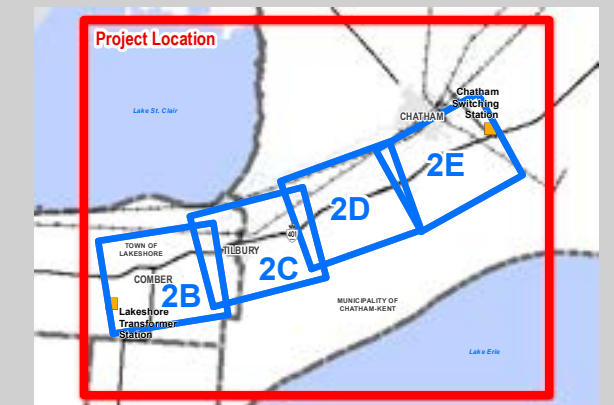 Project Location
Chatham
Switching
Station
Lake St. Clair
CHATHAM
2E
2D
401
TOWN OF
LAKESHORE
TILBURY
2C
COMBER
2B
MUNICIPALITY OF
CHATHAM-KENT
Lakeshore
Transformer
Station
Lake Erie